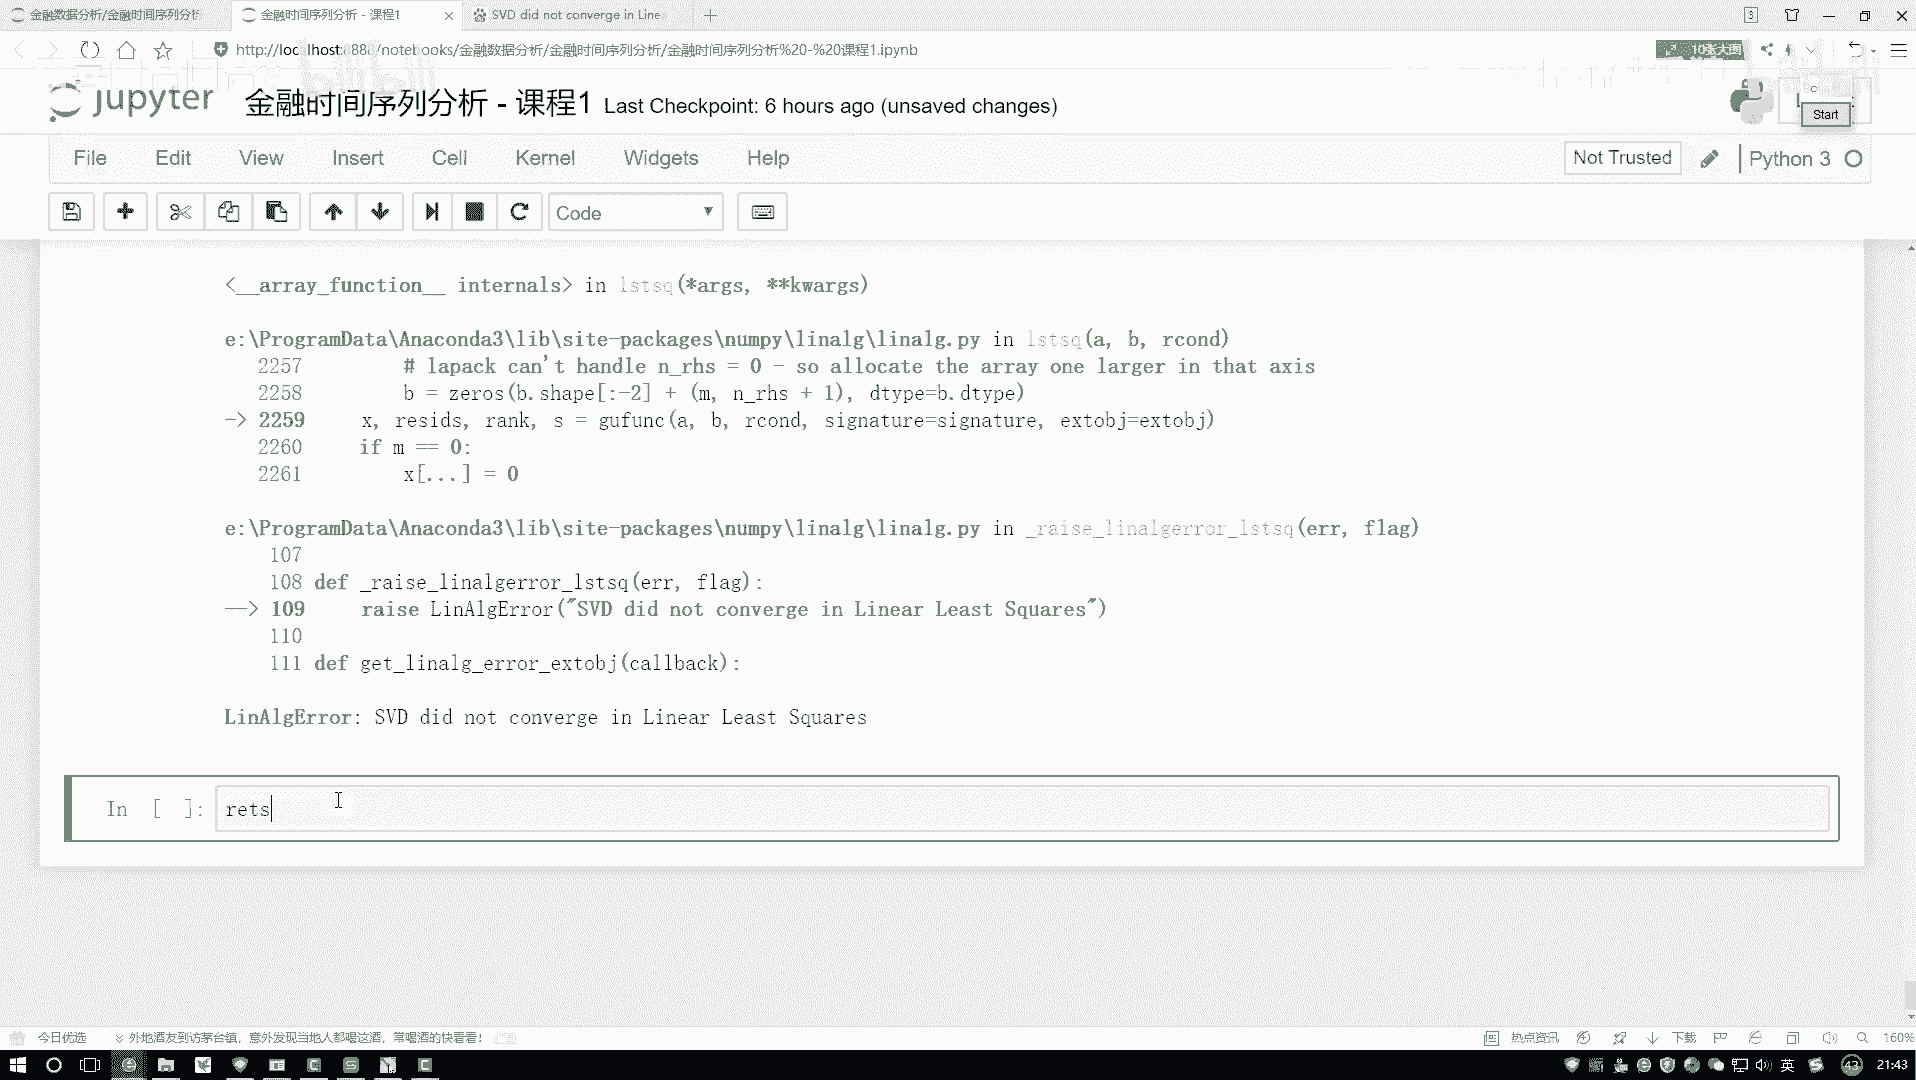 金融数据分析/金融时间序列分析
金融时间序列分析 - 课程1
SVD did not converge in Line
3
http://localhost:888/notebooks/金融数据分析/金融时间序列分析/金融时间序列分析%20-%20课程1.ipynb
10张大图
jupyter
金融时间序列分析 - 课程1
Last Checkpoint: 6 hours ago (unsaved changes)
Start
File Edit View Insert Cell Kernel Widgets Help
Not Trusted
Python 3
Code
<__array_function__ internals> in lstsq(*args, **kwargs)
e:\ProgramData\Anaconda3\lib\site-packages\numpy\linalg\linalg.py in lstsq(a, b, rcond)
2257 # lapack can't handle n_rhs = 0 - so allocate the array one larger in that axis
2258 b = zeros(b.shape[:-2] + (m, n_rhs + 1), dtype=b.dtype)
-> 2259 x, resids, rank, s = gufunc(a, b, rcond, signature=signature, extobj=extobj)
2260 if m == 0:
2261 x[...] = 0
e:\ProgramData\Anaconda3\lib\site-packages\numpy\linalg\linalg.py in _raise_linalgerror_lstsq(err, flag)
107
108 def _raise_linalgerror_lstsq(err, flag):
--> 109 raise LinAlgError("SVD did not converge in Linear Least Squares")
110
111 def get_linalg_error_extobj(callback):
LinAlgError: SVD did not converge in Linear Least Squares
In [ ]: rets
今日优选
外地酒友到访茅台镇，意外发现当地人都喝这酒，常喝酒的快看看！
热点资讯
下载
160%
英
43
21:43